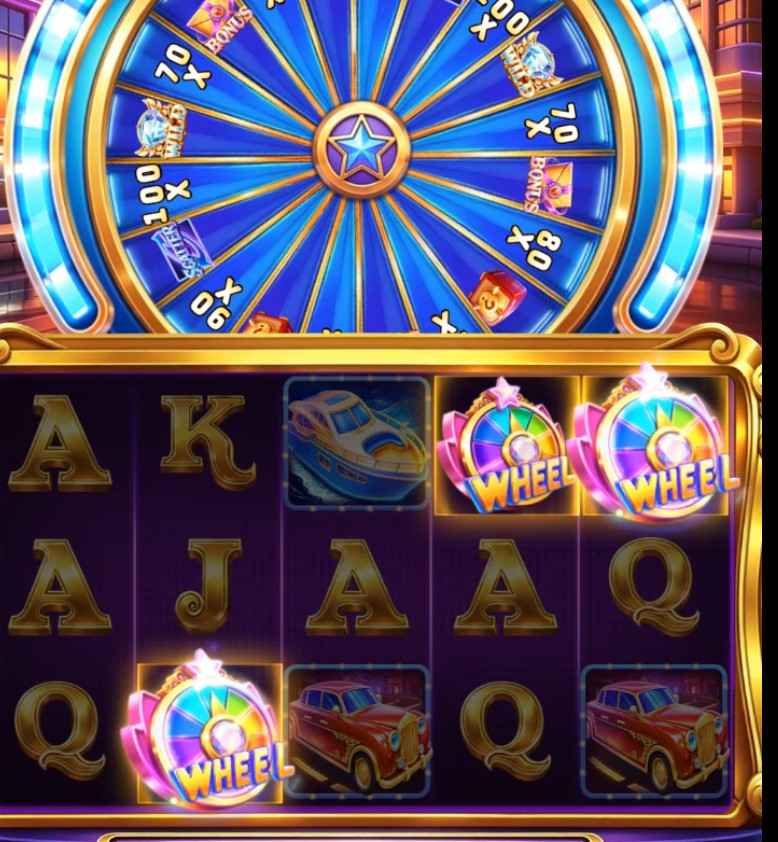 BONUS
70
X
100
X
WILD
WILD
70
X
100
X
BONUS
SCATTER
80
X
90
X
X
A
K
WHEEL
WHEEL
A
J
A
A
Q
Q
WHEEL
Q